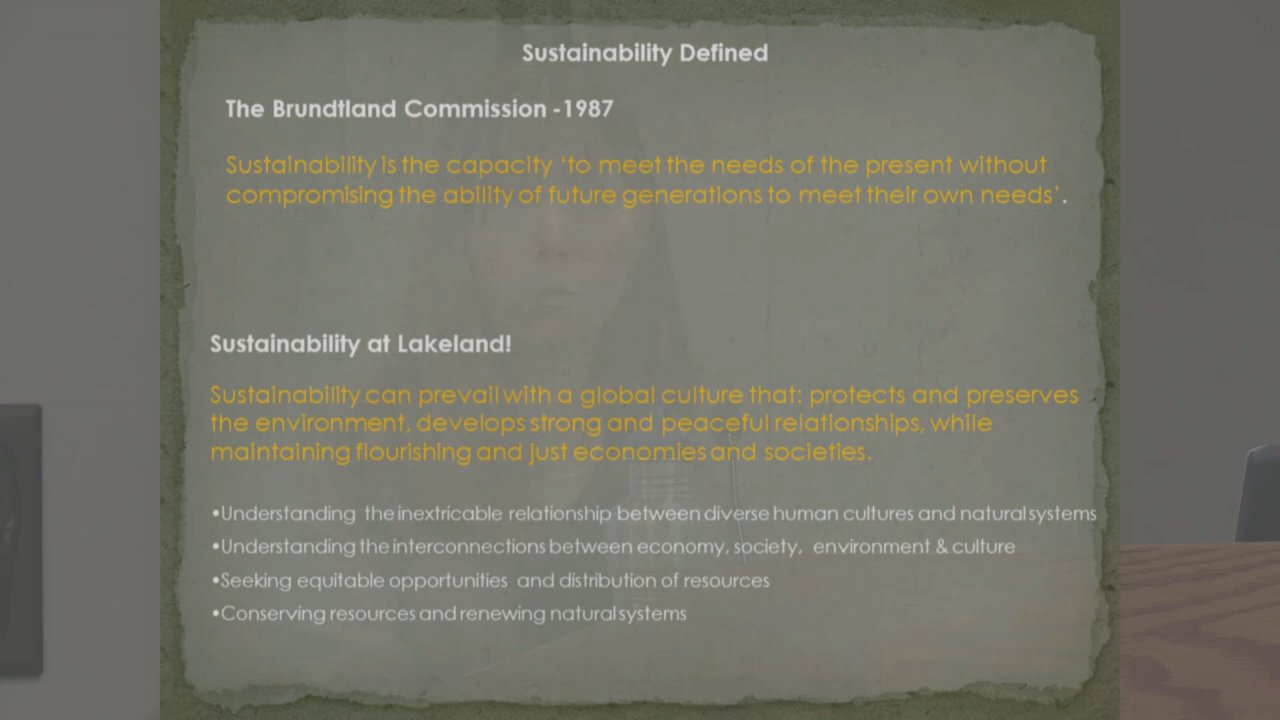 Sustainability Defined
The Brundtland Commission -1987
Sustainability is the capacity ‘to meet the needs of the present without
compromising the ability of future generations to meet their own needs’.
Sustainability at Lakeland!
Sustainability can prevail with a global culture that: protects and preserves
the environment, develops strong and peaceful relationships, while
maintaining flourishing and just economies and societies.
•Understanding the inextricable relationship between diverse human cultures and natural systems
•Understanding the interconnections between economy, society, environment & culture
•Seeking equitable opportunities and distribution of resources
•Conserving resources and renewing natural systems